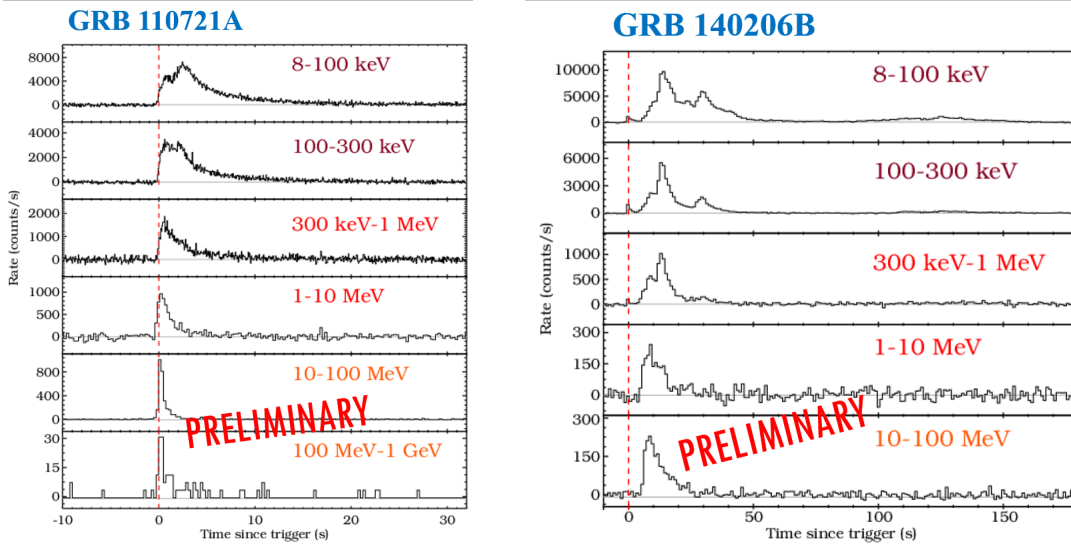 GRB 110721A
8000
4000
0
8-100 keV
4000
2000
0
100-300 keV
2000
1000
0
300 keV-1 MeV
1000
500
0
1-10 MeV
800
400
0
10-100 MeV
PRELIMINARY
30
15
0
100 MeV-1 GeV
-10 0 10 20 30
Time since trigger (s)
Rate (counts/s)
GRB 140206B
10000
5000
0
8-100 keV
6000
3000
0
100-300 keV
1000
500
0
300 keV-1 MeV
300
150
0
1-10 MeV
PRELIMINARY
300
150
0
10-100 MeV
0 50 100 150
Time since trigger (s)
Rate (counts/s)